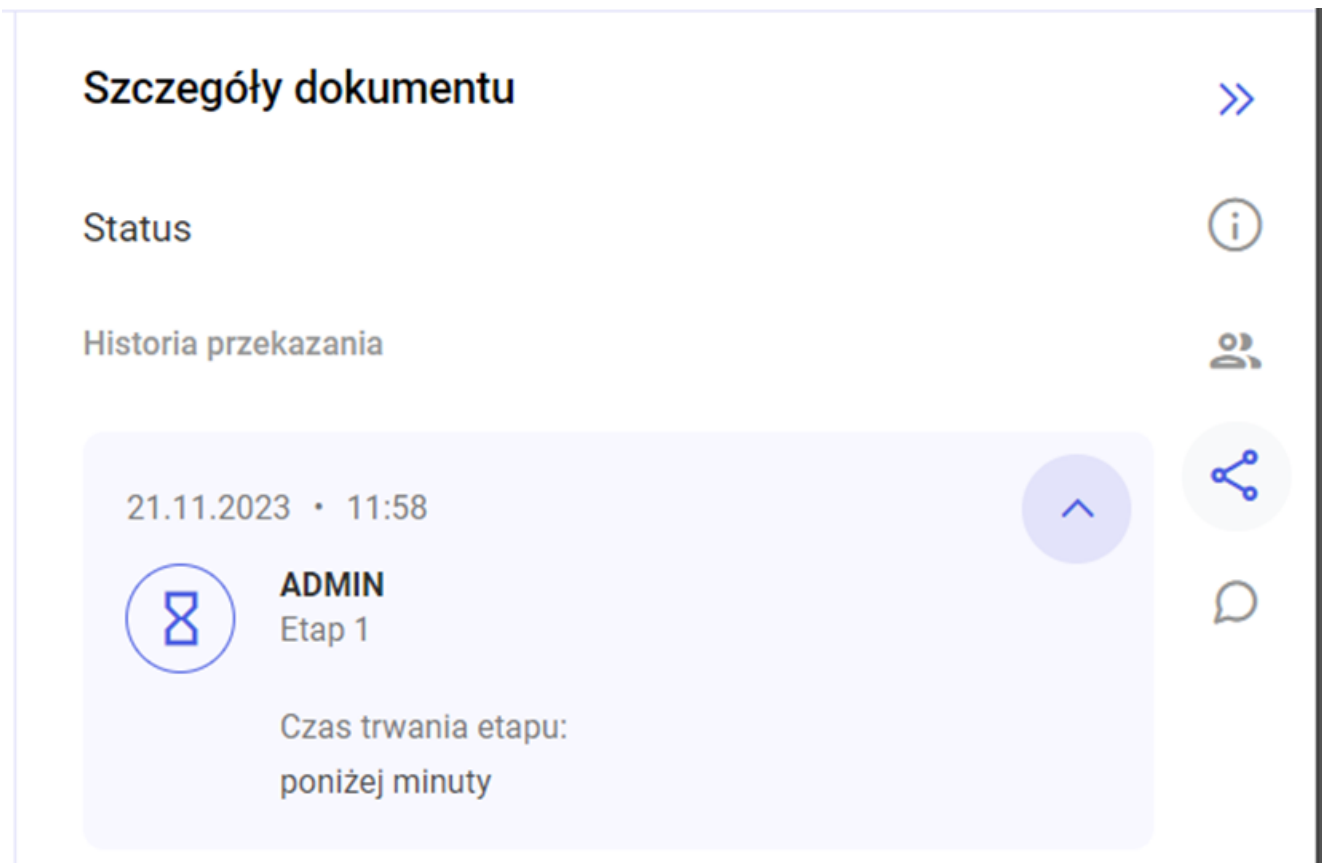 Szczegóły dokumentu
Status
Historia przekazania
21.11.2023 • 11:58
ADMIN
Etap 1
Czas trwania etapu:
poniżej minuty